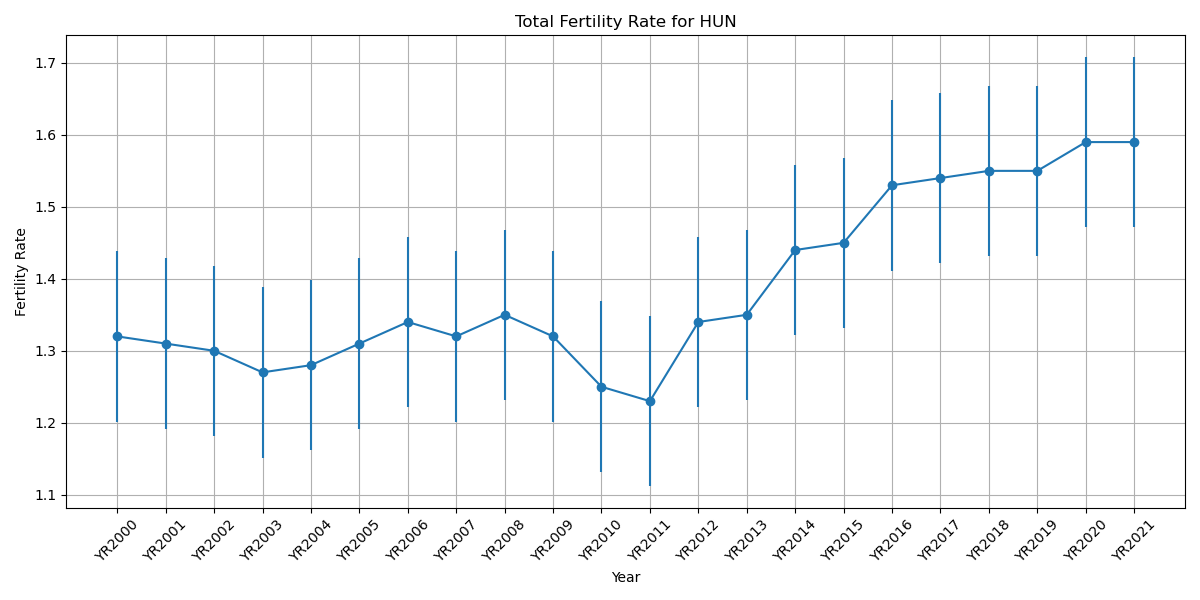 Total Fertility Rate for HUN
Fertility Rate
1.7
1.6
1.5
1.4
1.3
1.2
1.1
YR2000
YR2001
YR2002
YR2003
YR2004
YR2005
YR2006
YR2007
YR2008
YR2009
YR2010
YR2011
YR2012
YR2013
YR2014
YR2015
YR2016
YR2017
YR2018
YR2019
YR2020
YR2021
Year